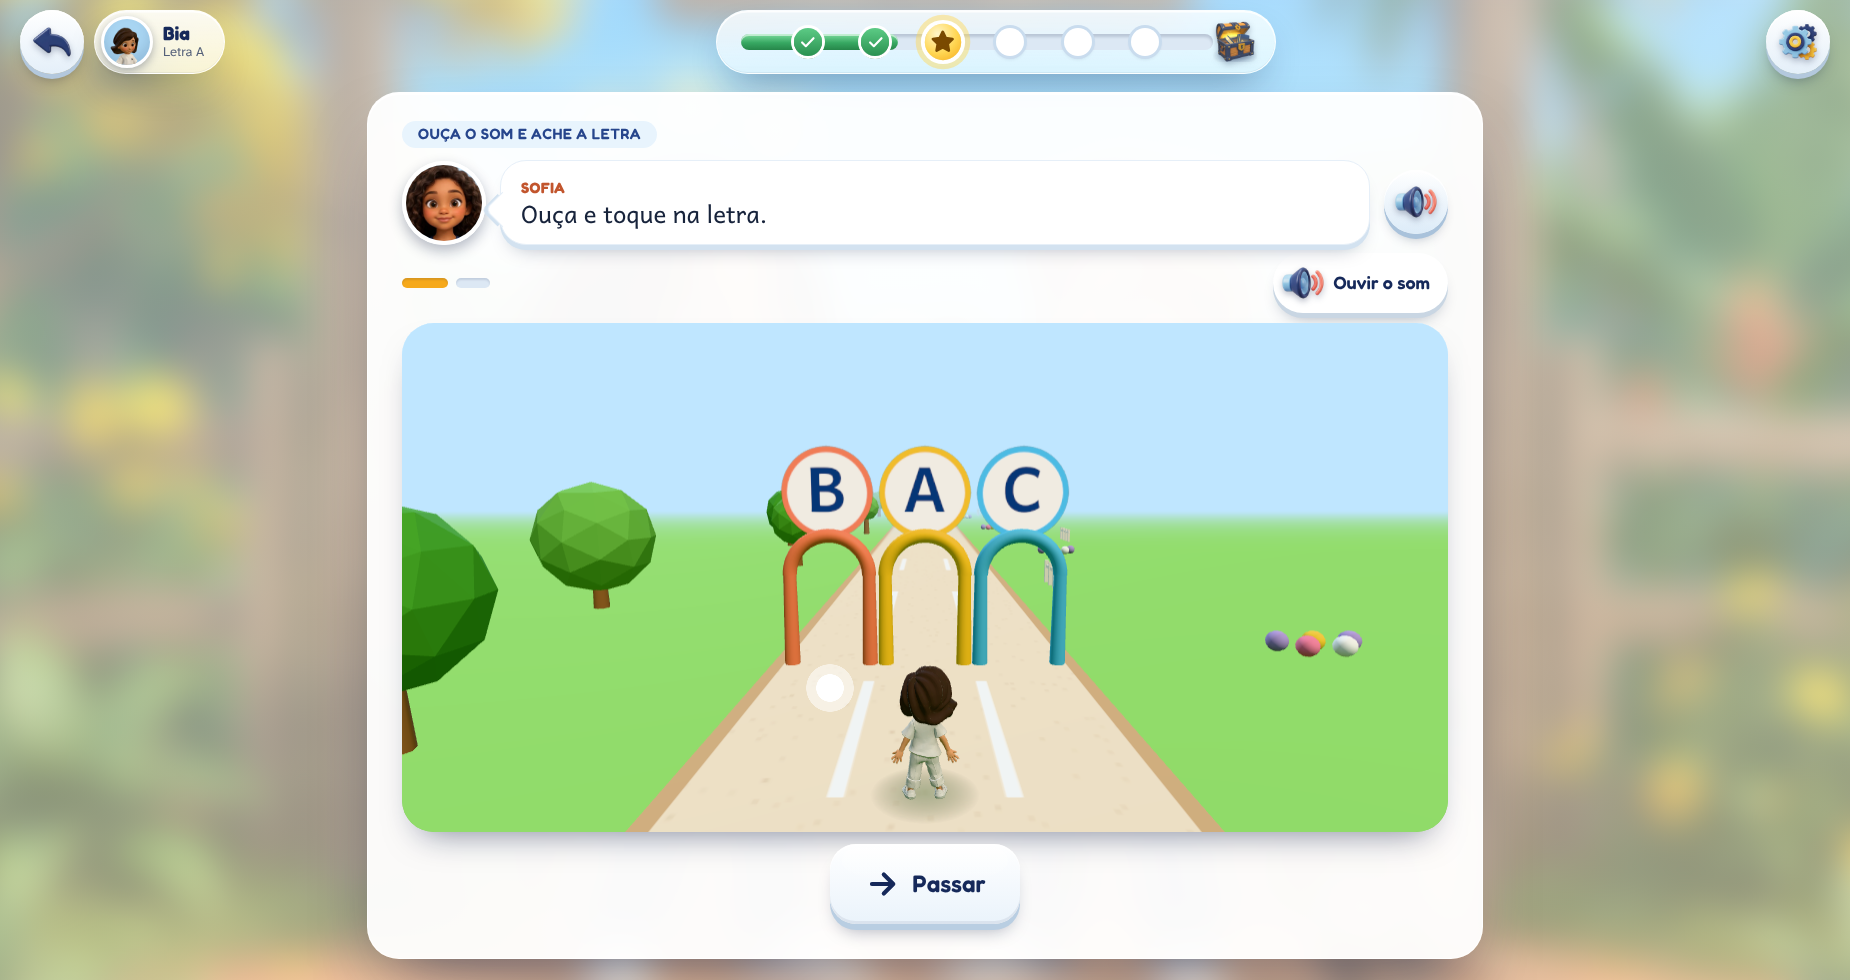 Bia
Letra A
OUÇA O SOM E ACHE A LETRA
SOFIA
Ouça e toque na letra.
Ouvir o som
B A C
Passar